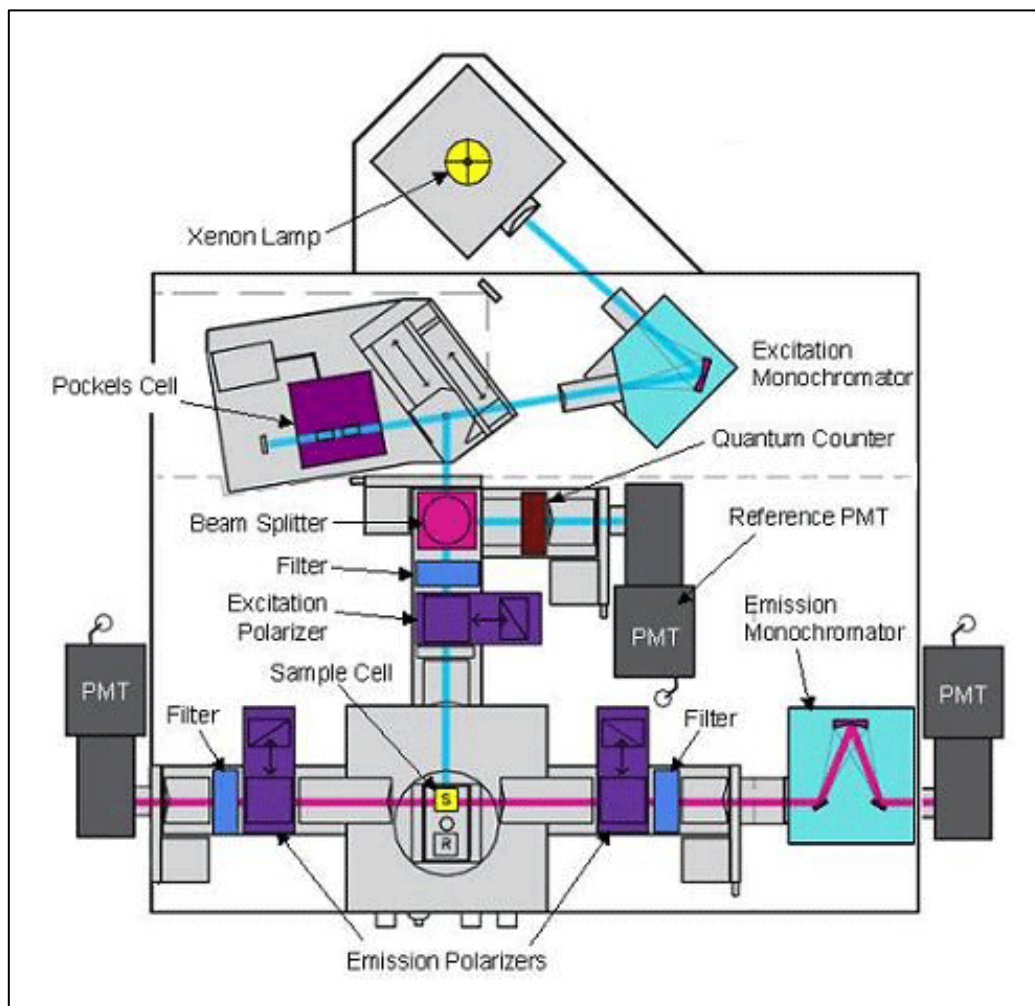 Xenon Lamp
Excitation
Monochromator
Pockels Cell
Quantum Counter
Beam Splitter
Reference PMT
Filter
Excitation
Polarizer
Emission
Monochromator
PMT
Sample Cell
PMT
PMT
Filter
Filter
S
R
Emission Polarizers